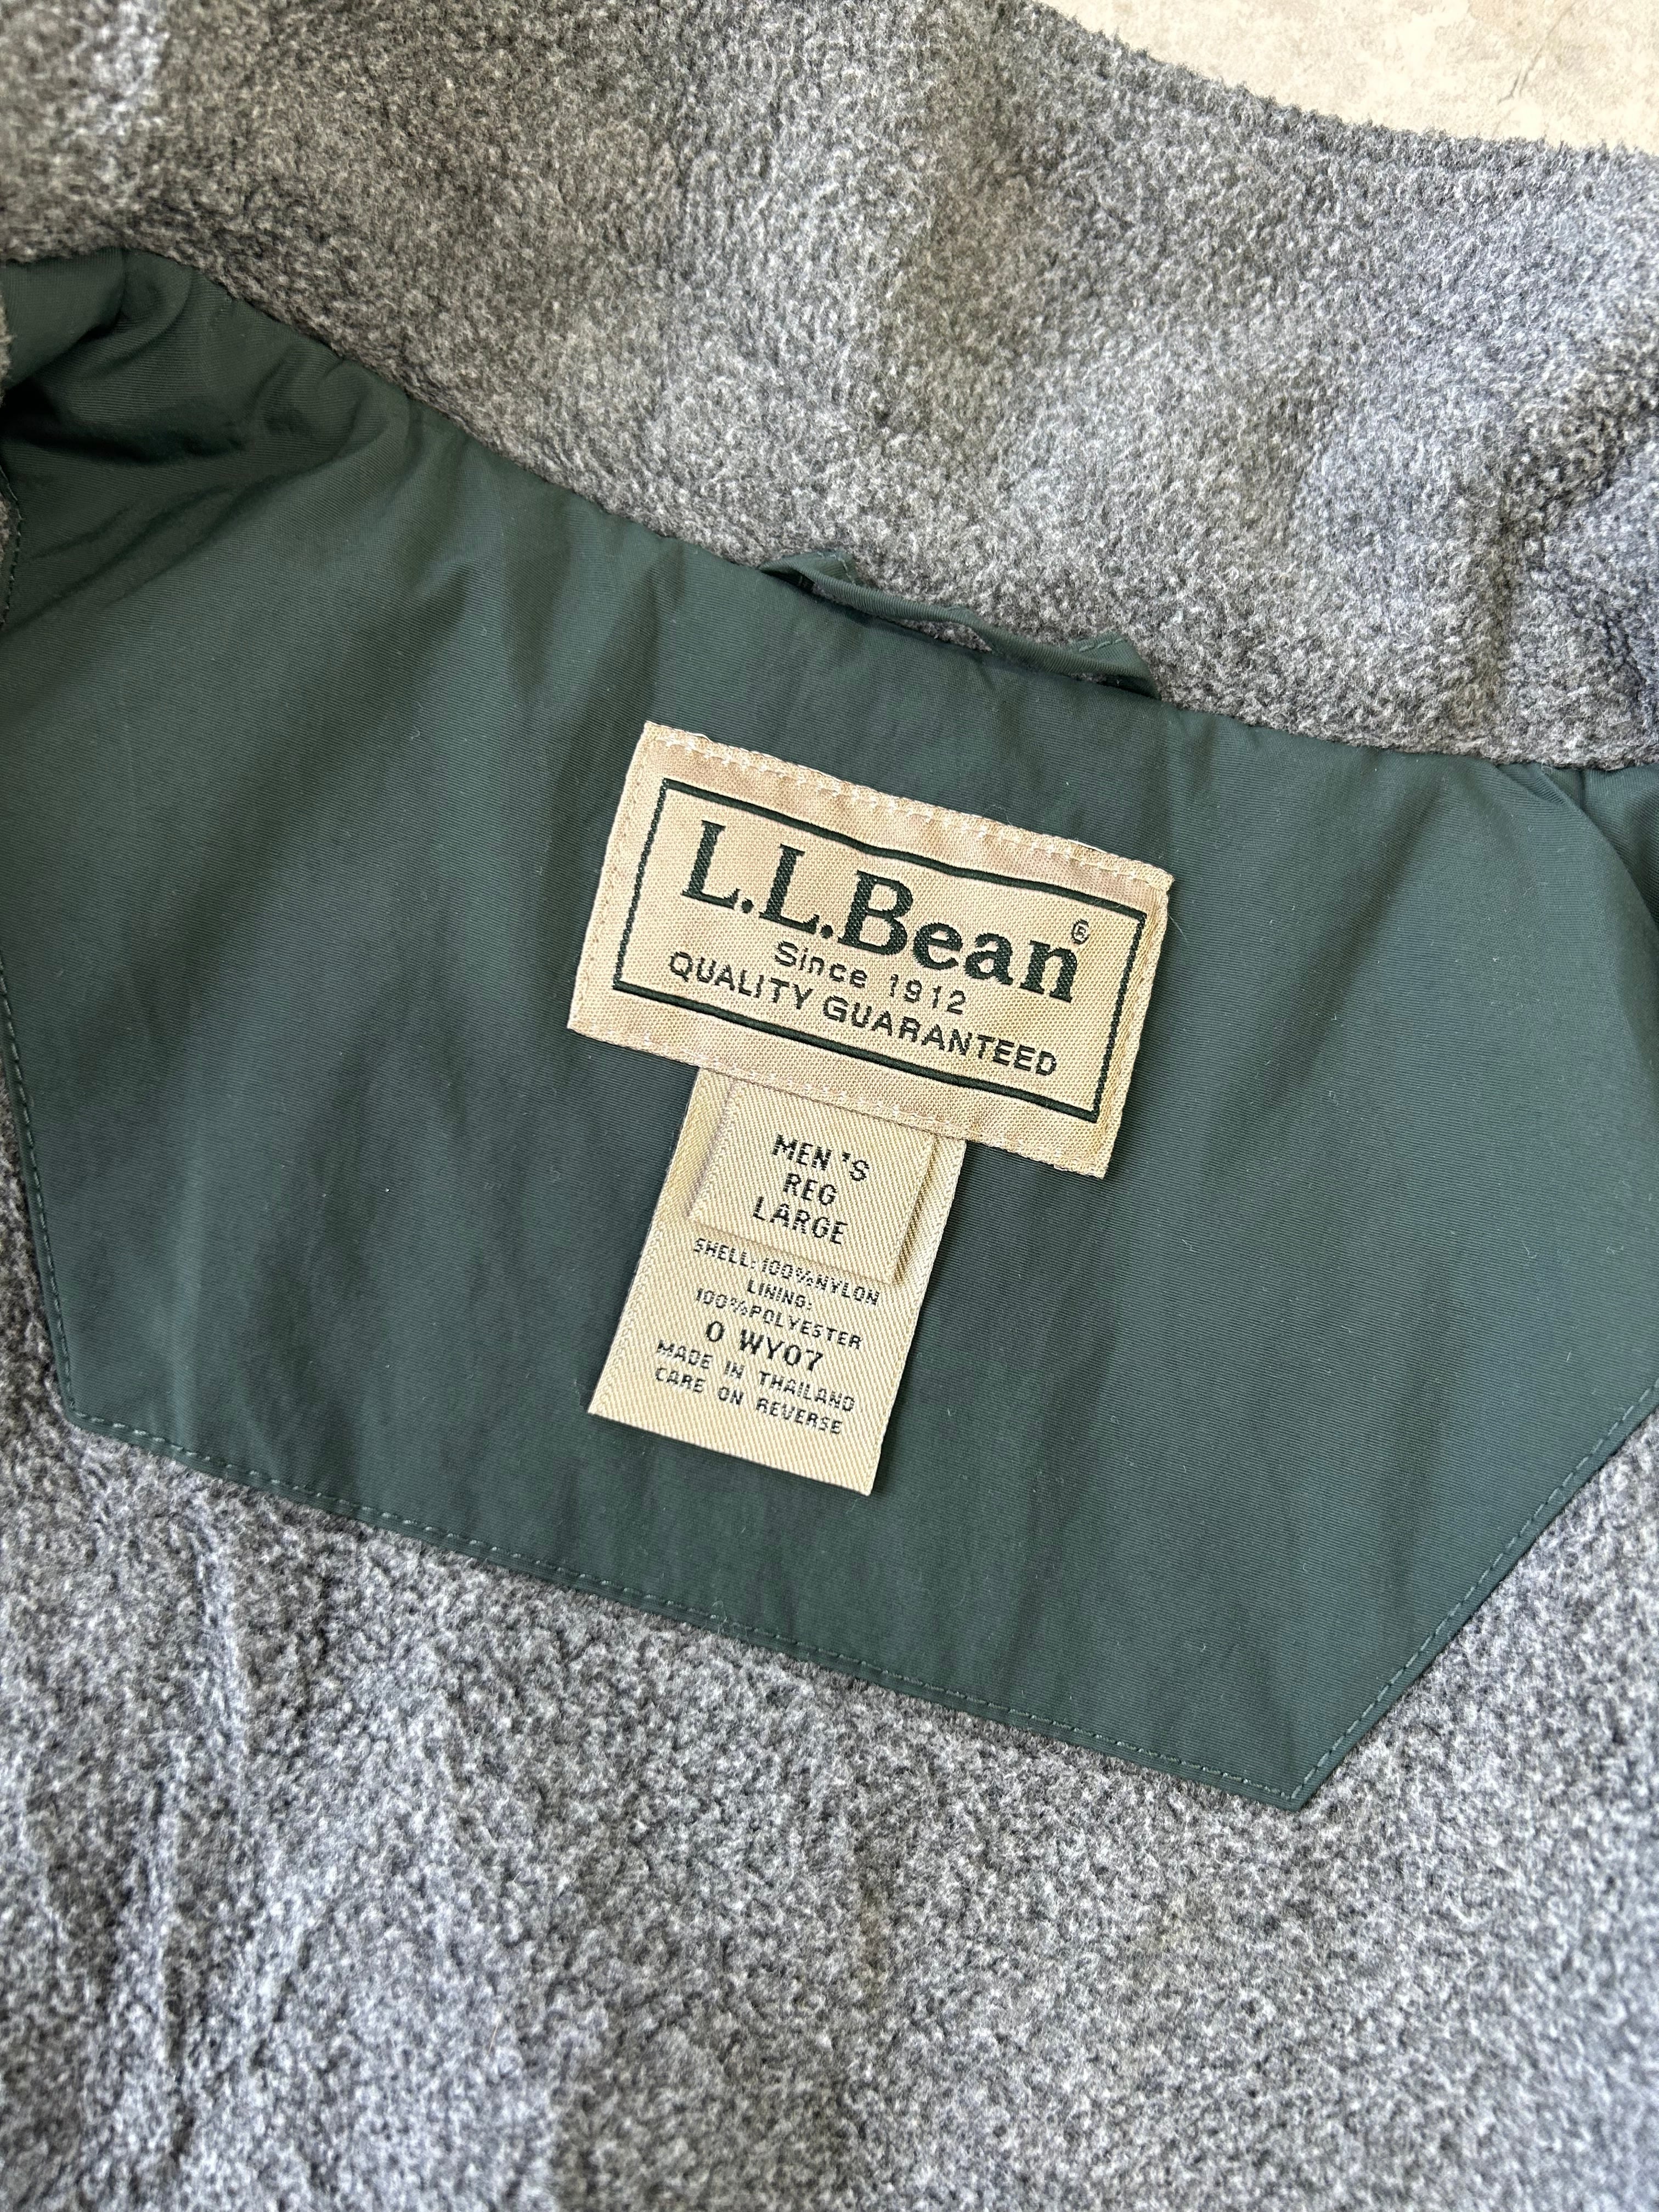 L.L.Bean®
Since 1912
QUALITY GUARANTEED
MEN'S
REG
LARGE
SHELL:100%NYLON
LINING:
100%POLYESTER
0 WY07
MADE IN THAILAND
CARE ON REVERSE